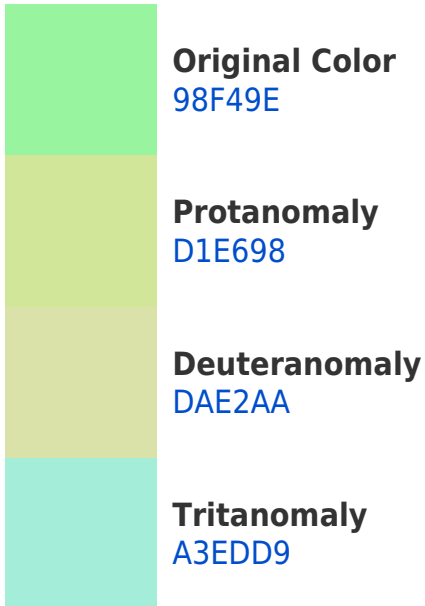 Original Color
98F49E
Protanomaly
D1E698
Deuteranomaly
DAE2AA
Tritanomaly
A3EDD9